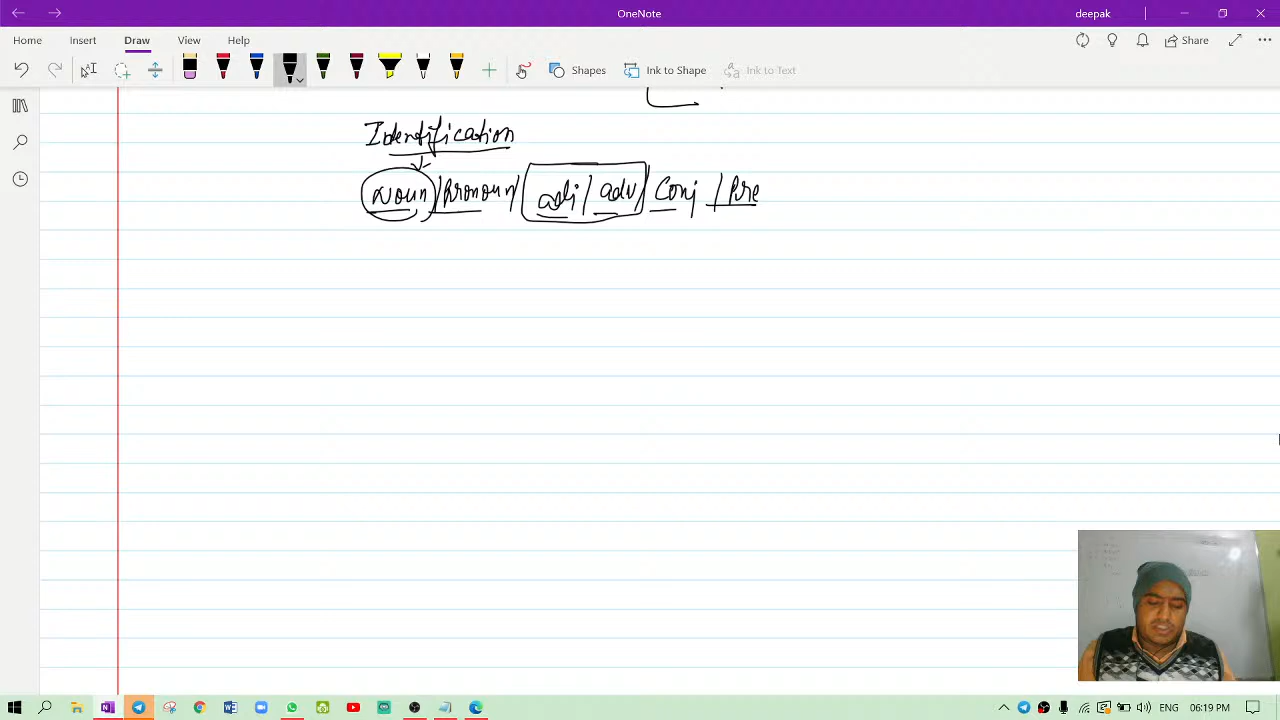 OneNote
deepak
Home Insert Draw View Help
Share
Shapes Ink to Shape Ink to Text
Identification
Noun/Pronoun/adj/adv/Conj/Pre
ENG 06:19 PM